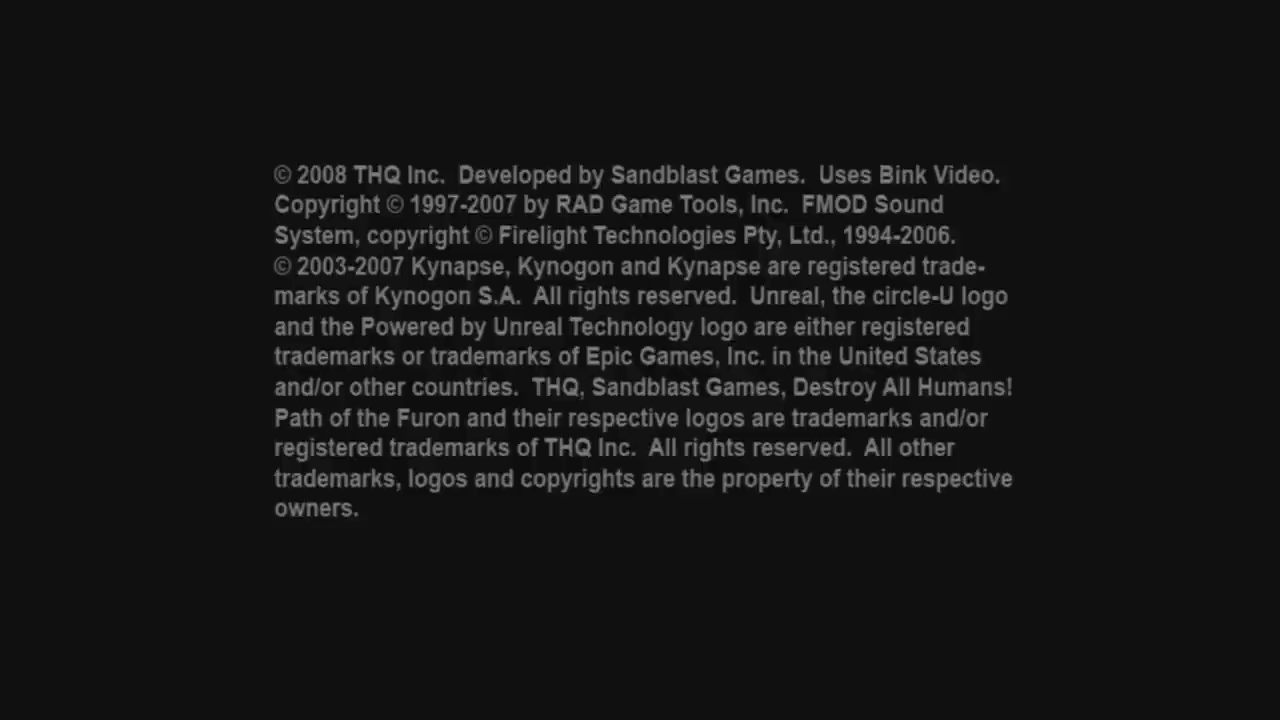 © 2008 THQ Inc.  Developed by Sandblast Games.  Uses Bink Video.
Copyright © 1997-2007 by RAD Game Tools, Inc.  FMOD Sound
System, copyright © Firelight Technologies Pty, Ltd., 1994-2006.
© 2003-2007 Kynapse, Kynogon and Kynapse are registered trade-
marks of Kynogon S.A.  All rights reserved.  Unreal, the circle-U logo
and the Powered by Unreal Technology logo are either registered
trademarks or trademarks of Epic Games, Inc. in the United States
and/or other countries.  THQ, Sandblast Games, Destroy All Humans!
Path of the Furon and their respective logos are trademarks and/or
registered trademarks of THQ Inc.  All rights reserved.  All other
trademarks, logos and copyrights are the property of their respective
owners.